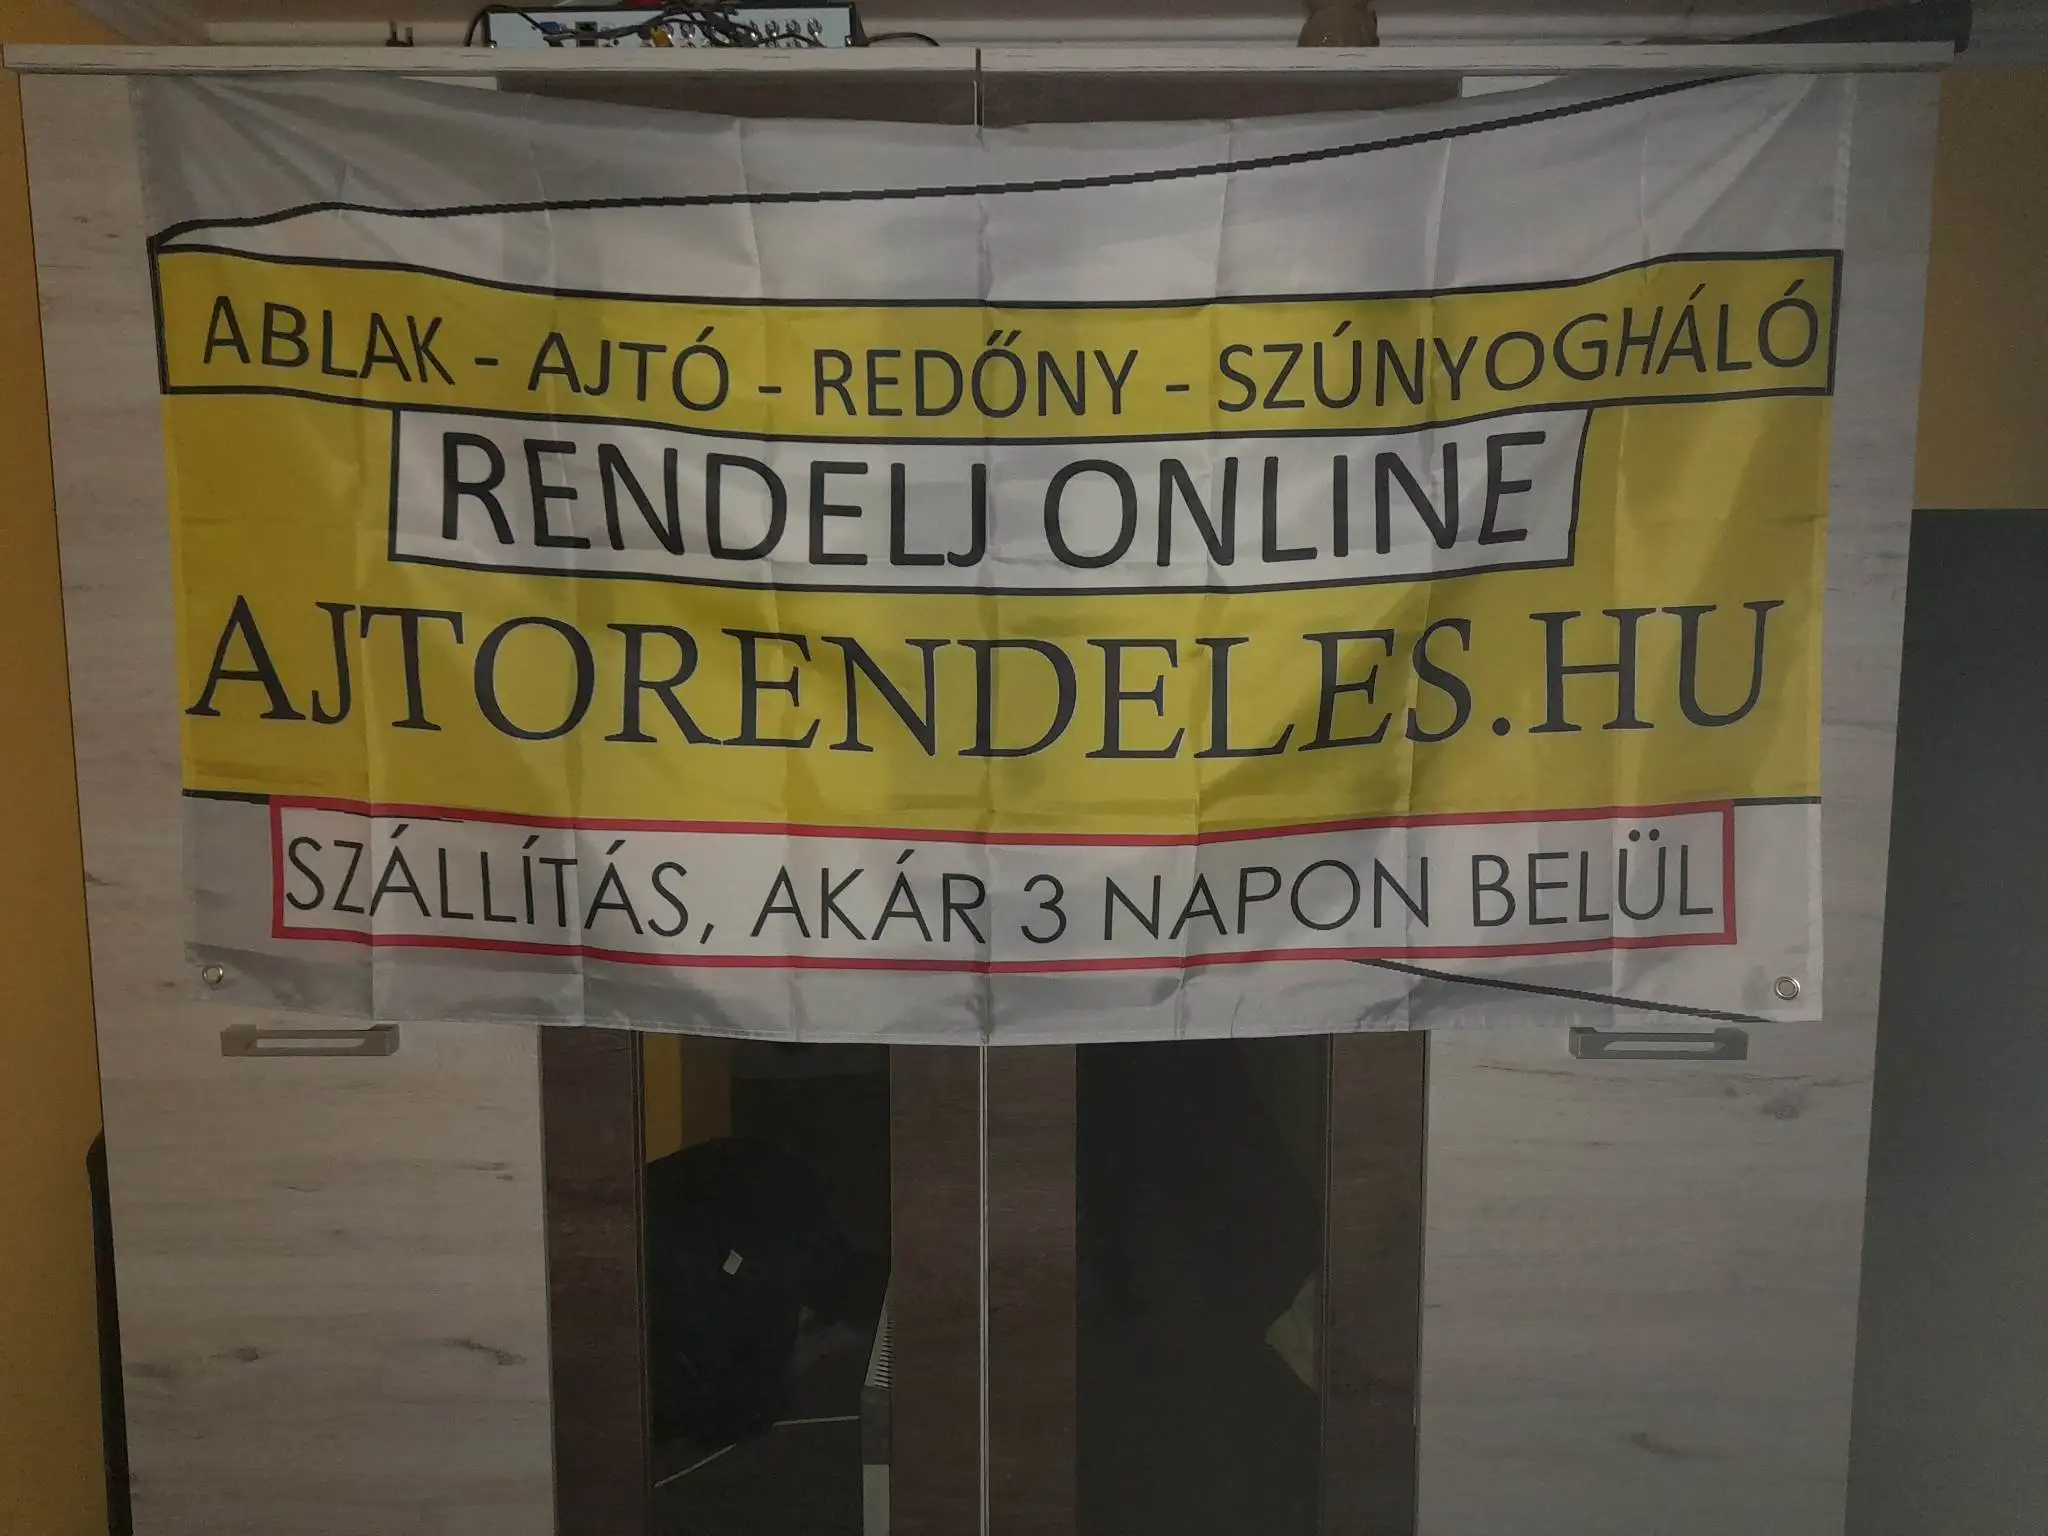 ABLAK - AJTÓ - REDŐNY - SZÚNYOGHÁLÓ
RENDELJ ONLINE
AJTORENDELES.HU
SZÁLLÍTÁS, AKÁR 3 NAPON BELÜL